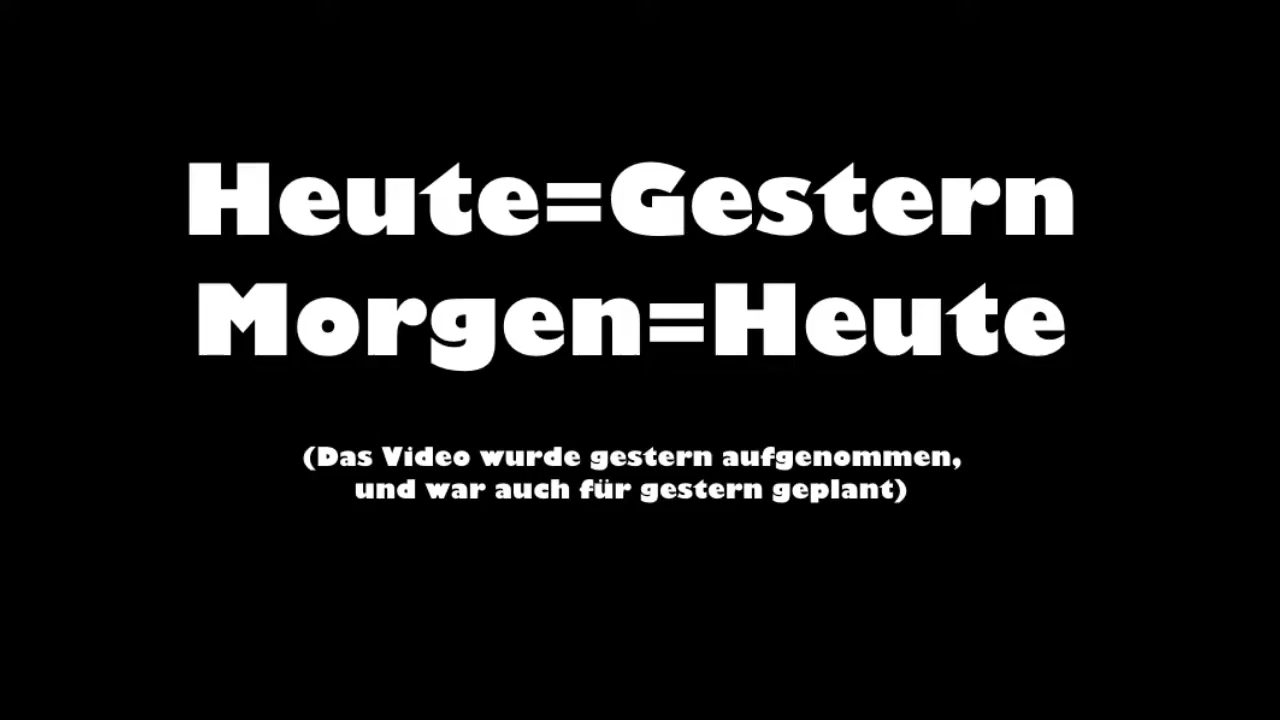 Heute=Gestern
Morgen=Heute
(Das Video wurde gestern aufgenommen,
und war auch für gestern geplant)